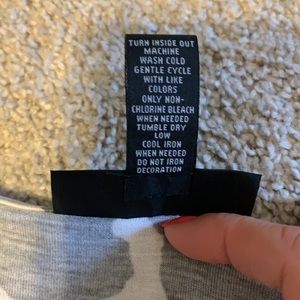 TURN INSIDE OUT
MACHINE
WASH COLD
GENTLE CYCLE
WITH LIKE
COLORS
ONLY NON-
CHLORINE BLEACH
WHEN NEEDED
TUMBLE DRY
LOW
COOL IRON
WHEN NEEDED
DO NOT IRON
DECORATION